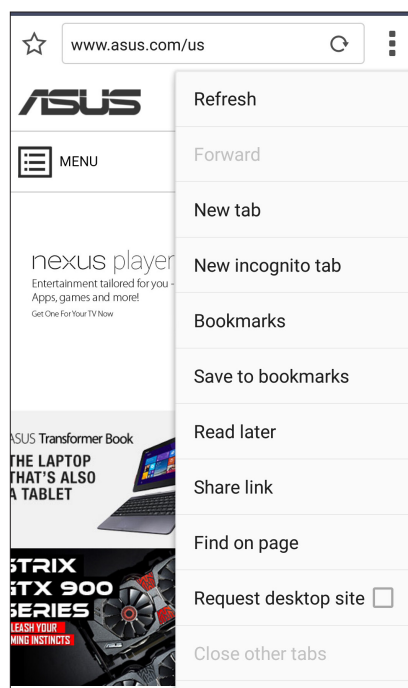 www.asus.com/us
ASUS
MENU
nexus player
Entertainment tailored for you -
Apps, games and more!
Get One For Your TV Now
ASUS Transformer Book
THE LAPTOP
THAT'S ALSO
A TABLET
STRIX
GTX 900
SERIES
LEASH YOUR
MING INSTINCTS
ASUS
Refresh
Forward
New tab
New incognito tab
Bookmarks
Save to bookmarks
Read later
Share link
Find on page
Request desktop site
Close other tabs